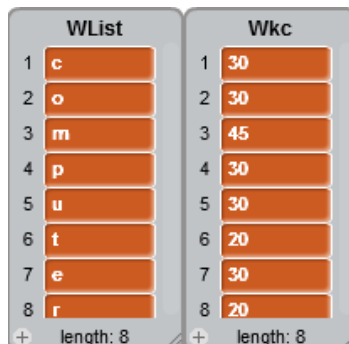 WList Wkc
1 c 1 30
2 o 2 30
3 m 3 45
4 p 4 30
5 u 5 30
6 t 6 20
7 e 7 30
8 r 8 20
+ length: 8 + length: 8